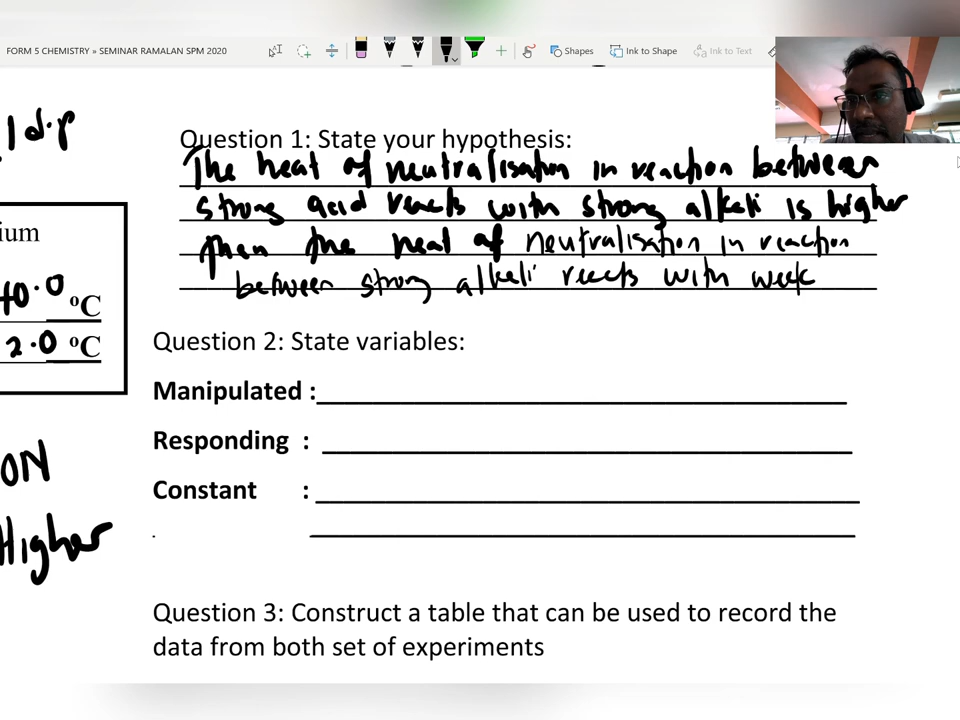 FORM 5 CHEMISTRY » SEMINAR RAMALAN SPM 2020
Shapes
Ink to Shape
Ink to Text
1 d.p
ium
40.0 °C
2.0 °C
ON
Higher
Question 1: State your hypothesis:
The heat of neutralisation in reaction between
strong acid reacts with strong alkali is higher
then the heat of neutralisation in reaction
between strong alkali reacts with weak
Question 2: State variables:
Manipulated :
Responding :
Constant :
Question 3: Construct a table that can be used to record the
data from both set of experiments